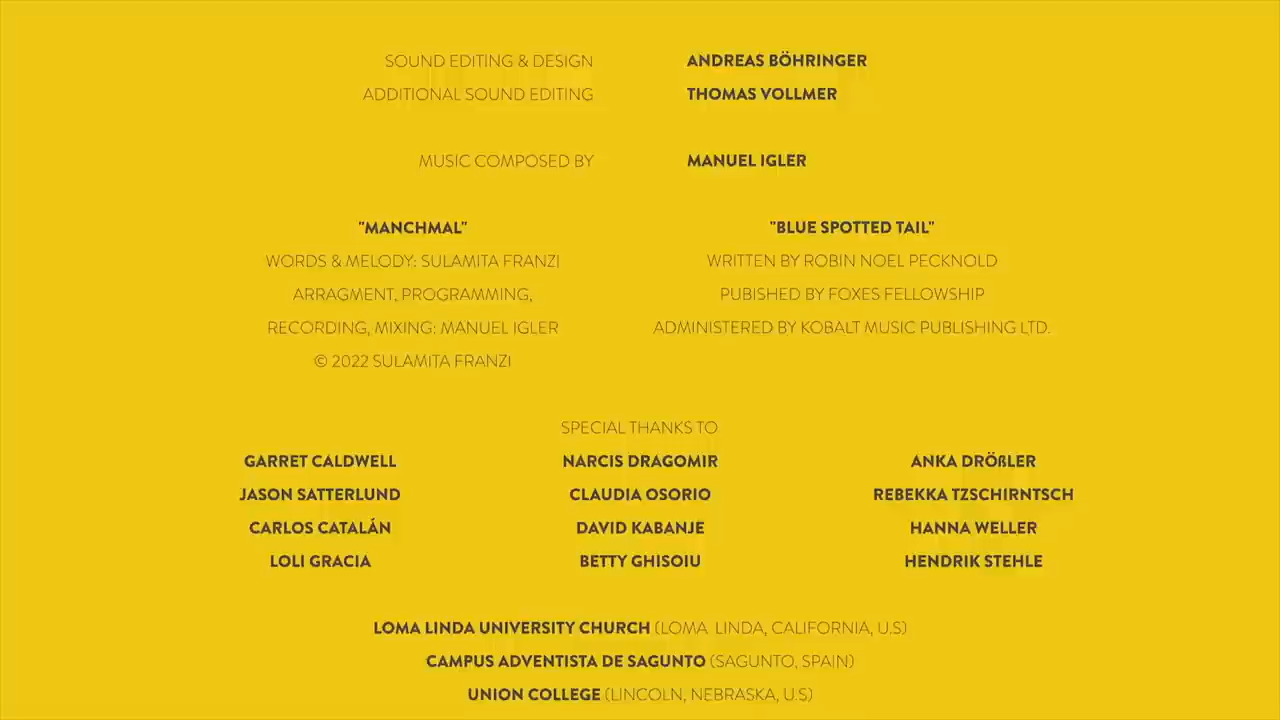 SOUND EDITING & DESIGN ANDREAS BÖHRINGER
ADDITIONAL SOUND EDITING THOMAS VOLLMER
MUSIC COMPOSED BY MANUEL IGLER
"MANCHMAL"
WORDS & MELODY: SULAMITA FRANZI
ARRAGMENT, PROGRAMMING,
RECORDING, MIXING: MANUEL IGLER
© 2022 SULAMITA FRANZI
"BLUE SPOTTED TAIL"
WRITTEN BY ROBIN NOEL PECKNOLD
PUBISHED BY FOXES FELLOWSHIP
ADMINISTERED BY KOBALT MUSIC PUBLISHING LTD.
SPECIAL THANKS TO
GARRET CALDWELL NARCIS DRAGOMIR ANKA DRÖßLER
JASON SATTERLUND CLAUDIA OSORIO REBEKKA TZSCHIRNTSCH
CARLOS CATALÁN DAVID KABANJE HANNA WELLER
LOLI GRACIA BETTY GHISOIU HENDRIK STEHLE
LOMA LINDA UNIVERSITY CHURCH (LOMA LINDA, CALIFORNIA, U.S)
CAMPUS ADVENTISTA DE SAGUNTO (SAGUNTO, SPAIN)
UNION COLLEGE (LINCOLN, NEBRASKA, U.S)